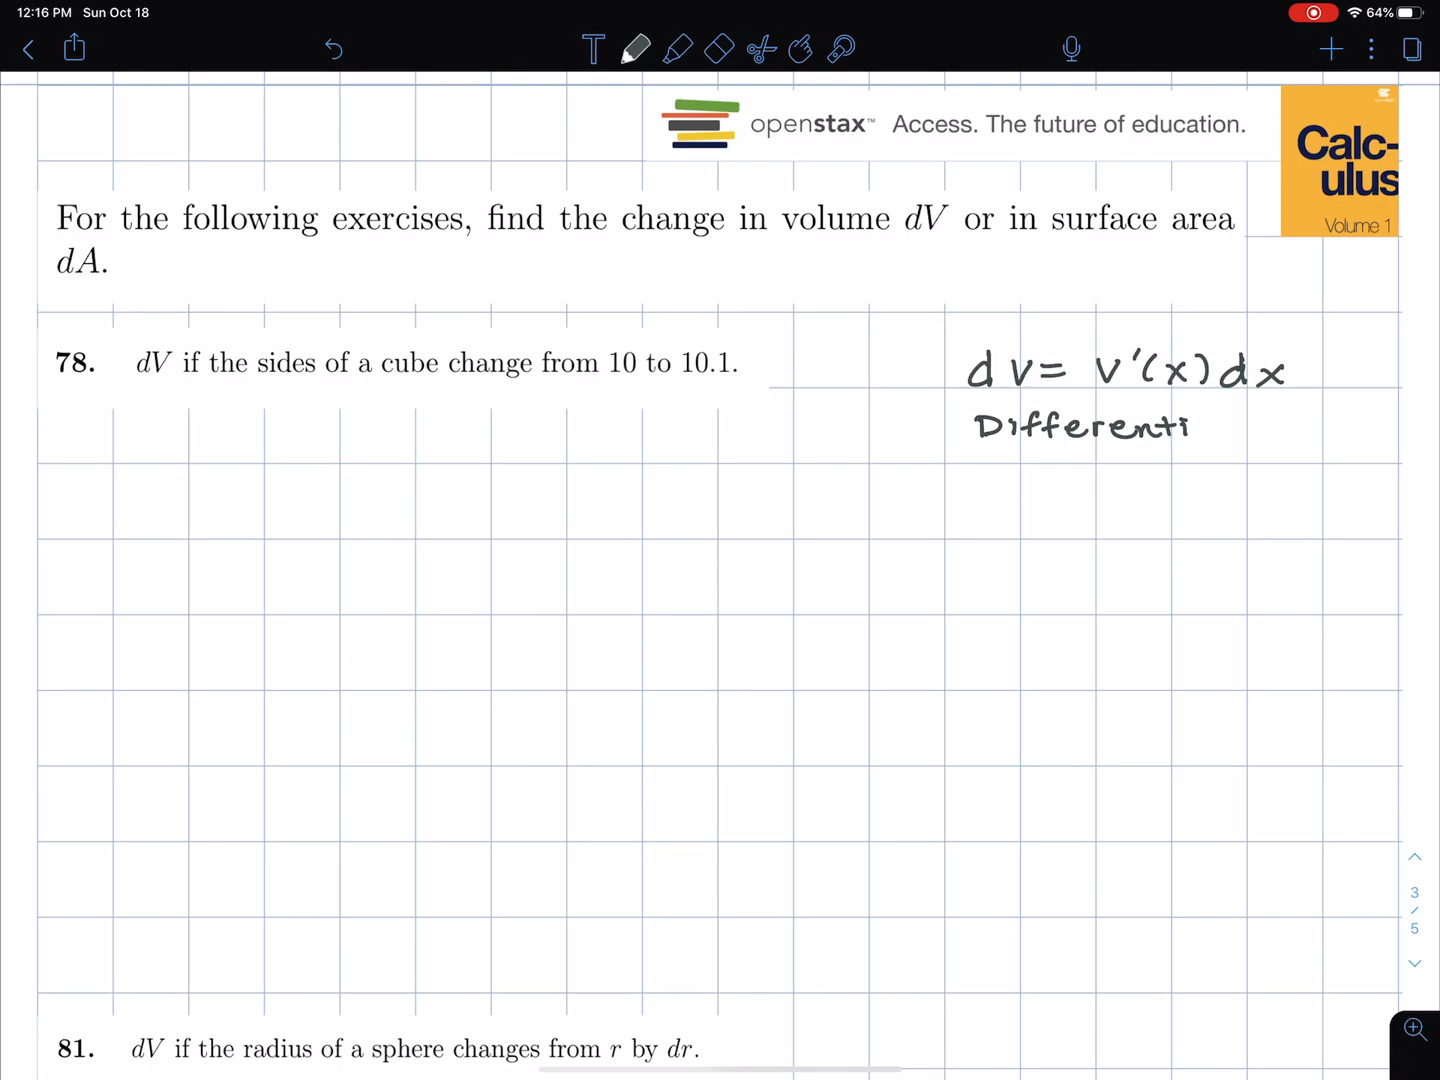 12:16 PM Sun Oct 18
64%
openstax™ Access. The future of education.
Calc-
ulus
Volume 1
For the following exercises, find the change in volume dV or in surface area
dA.
78. dV if the sides of a cube change from 10 to 10.1.
dv= v'(x)dx
Differenti
3
/
5
81. dV if the radius of a sphere changes from r by dr.